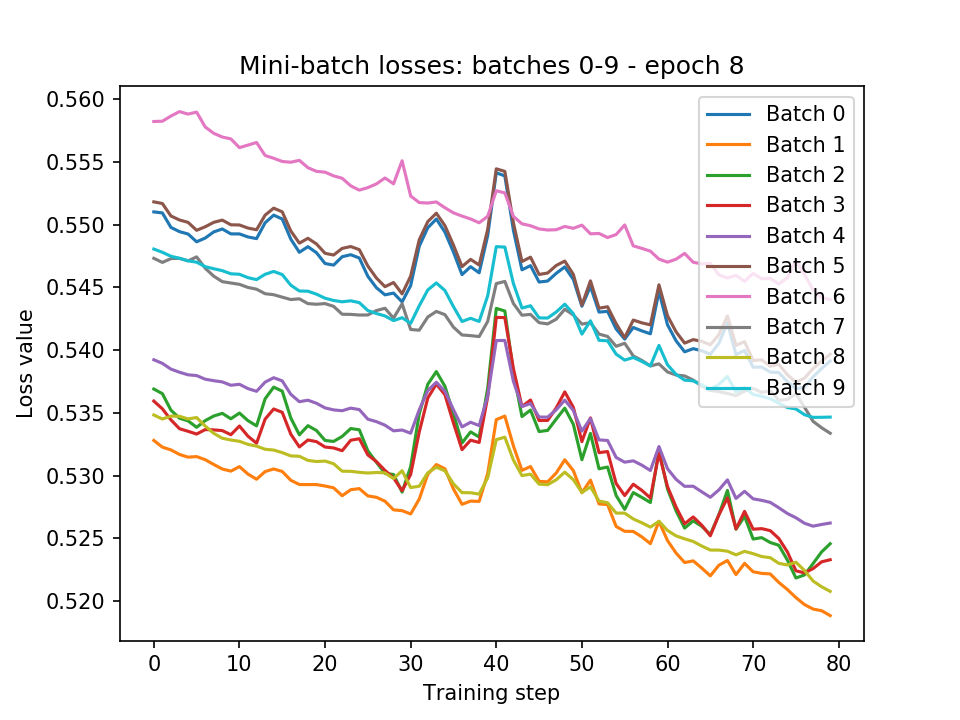 Mini-batch losses: batches 0-9 - epoch 8
0.560
0.555
0.550
0.545
0.540
0.535
0.530
0.525
0.520
Loss value
Batch 0
Batch 1
Batch 2
Batch 3
Batch 4
Batch 5
Batch 6
Batch 7
Batch 8
Batch 9
0 10 20 30 40 50 60 70 80
Training step